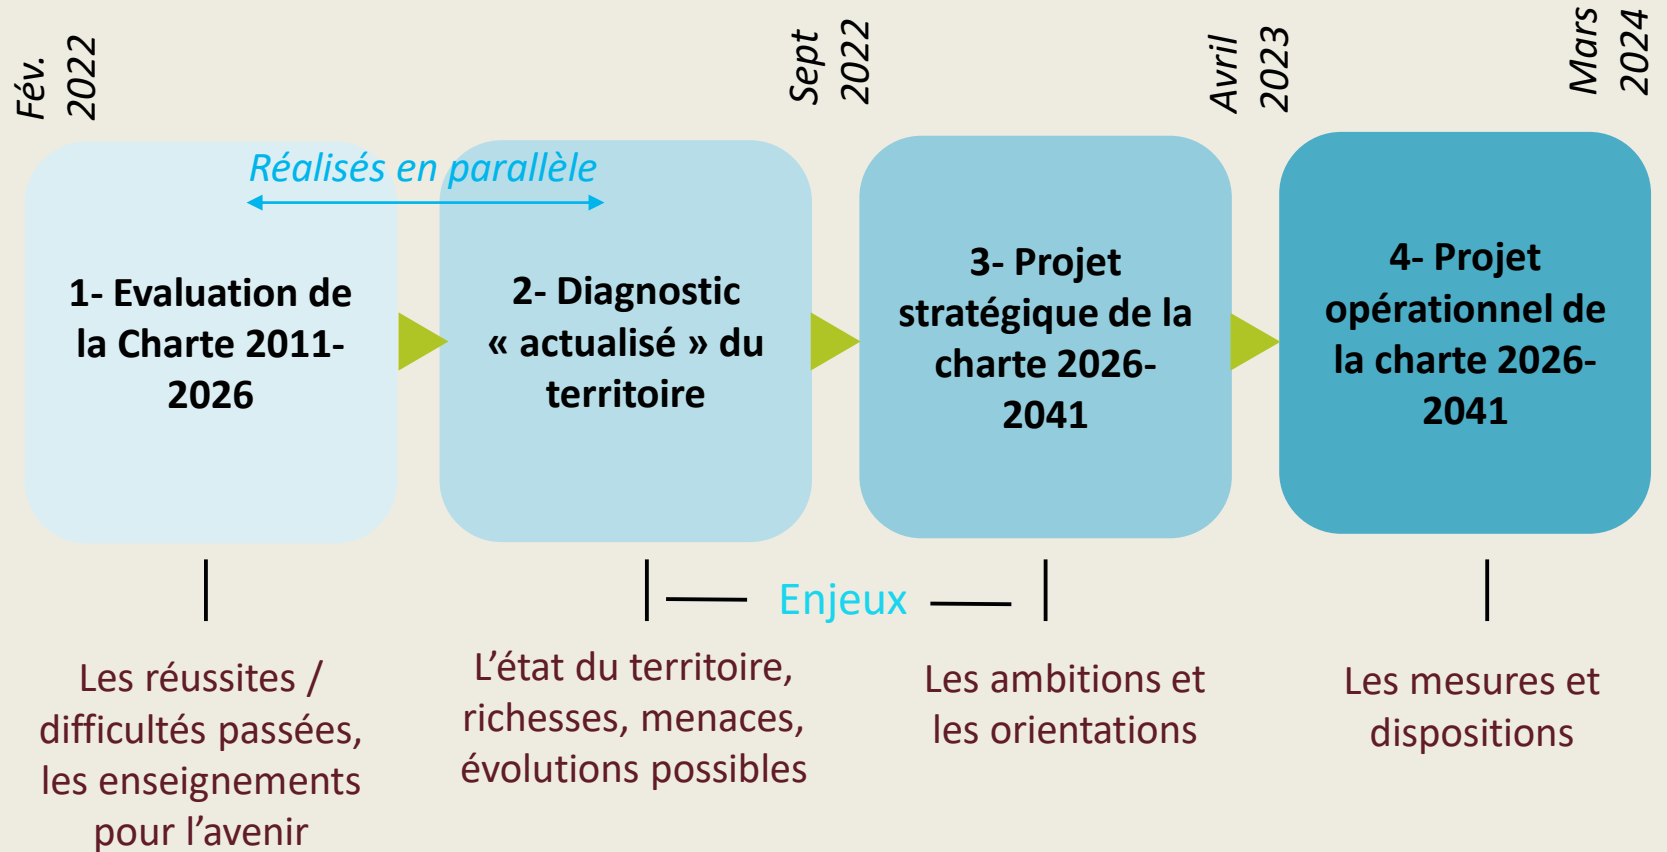 Fév.
2022
Sept
2022
Avril
2023
Mars
2024
Réalisés en parallèle
1- Evaluation de
la Charte 2011-
2026
2- Diagnostic
« actualisé » du
territoire
3- Projet
stratégique de la
charte 2026-
2041
4- Projet
opérationnel de
la charte 2026-
2041
Enjeux
Les réussites /
difficultés passées,
les enseignements
pour l’avenir
L’état du territoire,
richesses, menaces,
évolutions possibles
Les ambitions et
les orientations
Les mesures et
dispositions